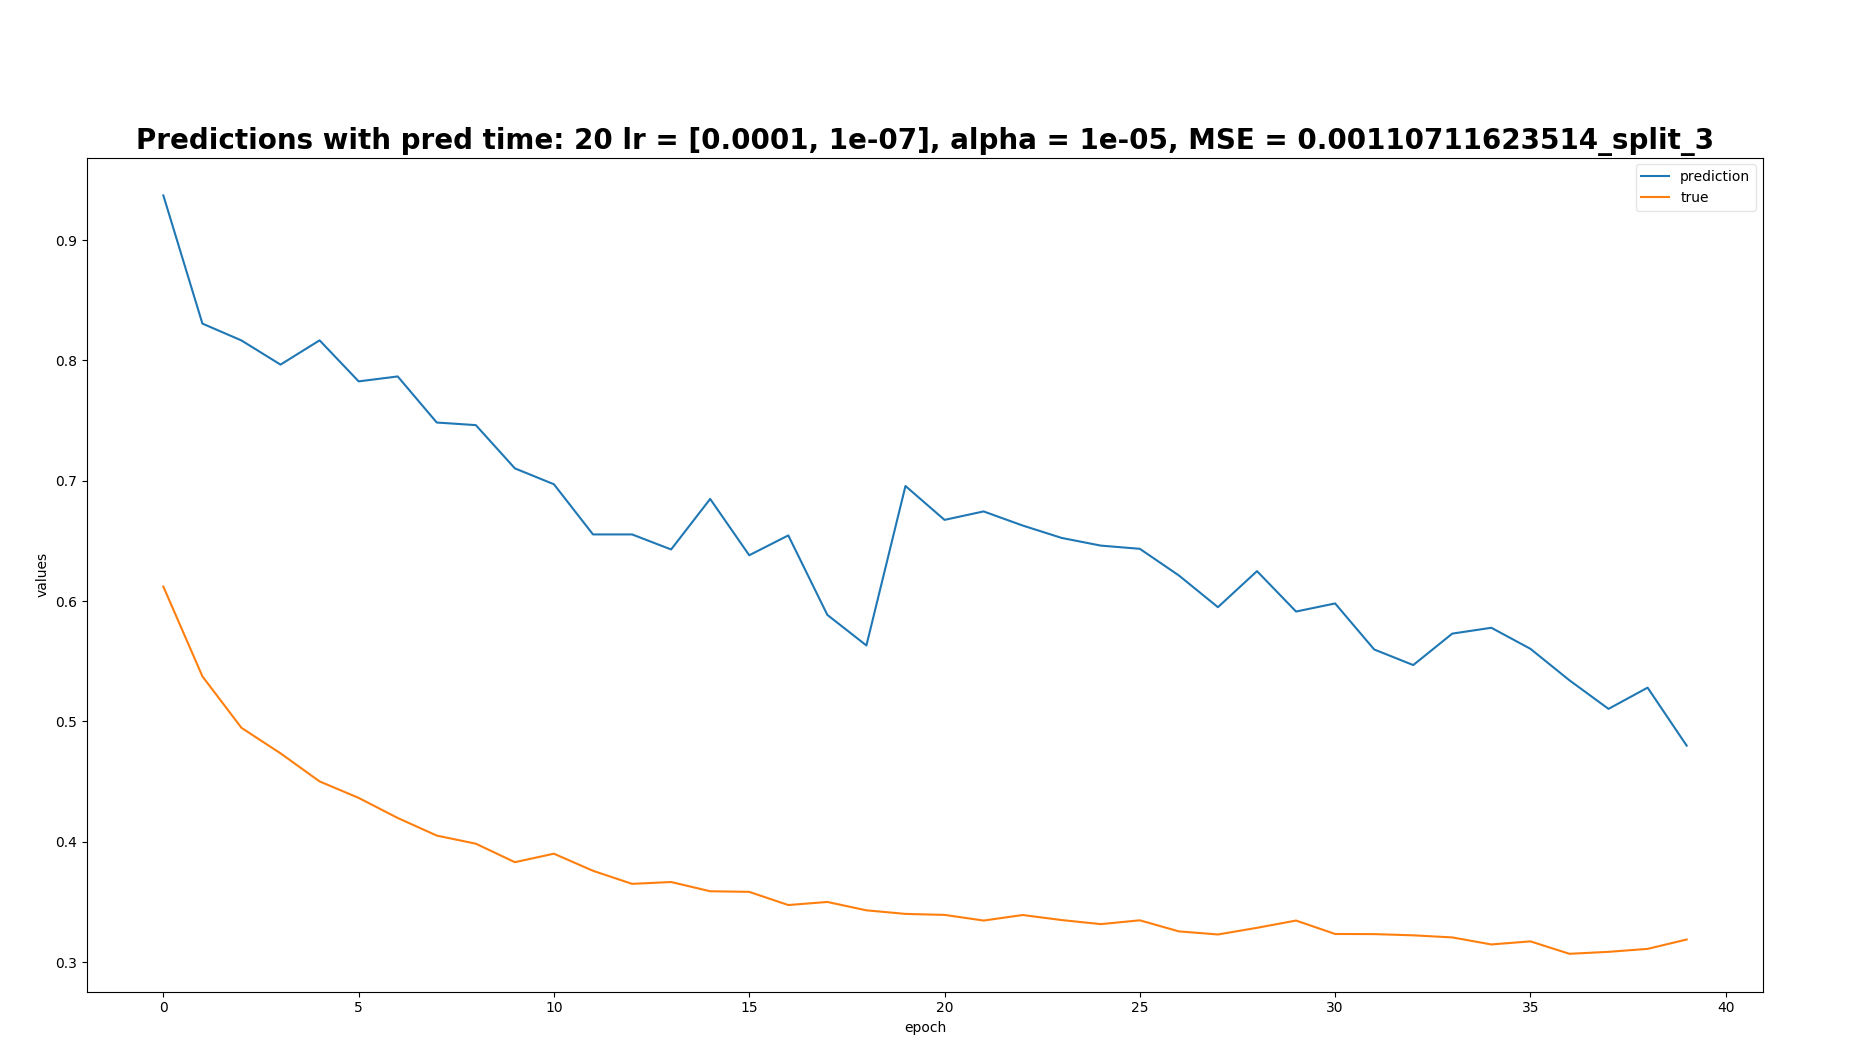 Predictions with pred time: 20 lr = [0.0001, 1e-07], alpha = 1e-05, MSE = 0.00110711623514_split_3
prediction
true
values
0.9
0.8
0.7
0.6
0.5
0.4
0.3
0 5 10 15 20 25 30 35 40
epoch